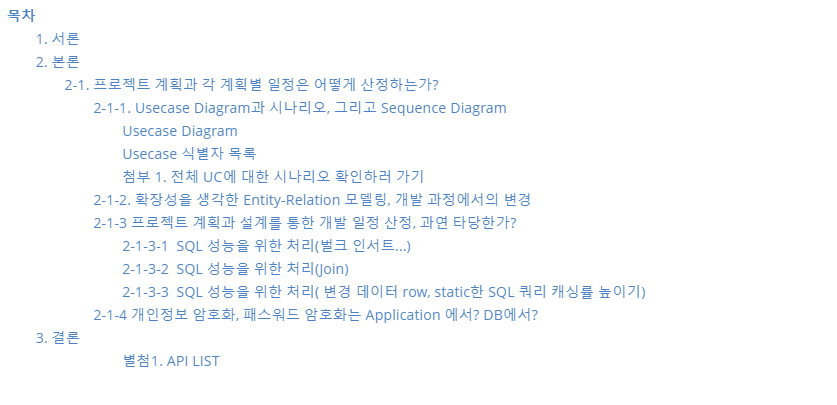 목차
1. 서론
2. 본론
2-1. 프로젝트 계획과 각 계획별 일정은 어떻게 산정하는가?
2-1-1. Usecase Diagram과 시나리오, 그리고 Sequence Diagram
Usecase Diagram
Usecase 식별자 목록
첨부 1. 전체 UC에 대한 시나리오 확인하러 가기
2-1-2. 확장성을 생각한 Entity-Relation 모델링, 개발 과정에서의 변경
2-1-3 프로젝트 계획과 설계를 통한 개발 일정 산정, 과연 타당한가?
2-1-3-1  SQL 성능을 위한 처리(벌크 인서트...)
2-1-3-2  SQL 성능을 위한 처리(Join)
2-1-3-3  SQL 성능을 위한 처리( 변경 데이터 row, static한 SQL 쿼리 캐싱률 높이기)
2-1-4 개인정보 암호화, 패스워드 암호화는 Application 에서? DB에서?
3. 결론
별첨1. API LIST